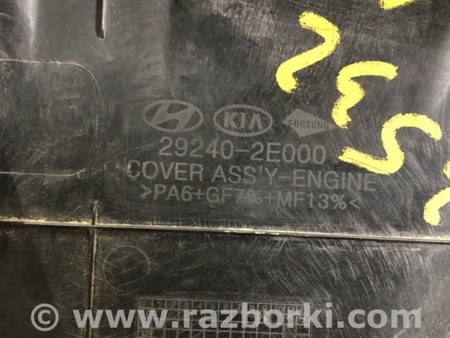 KIA
29240-2E000
COVER ASS'Y-ENGINE
>PA6+GF7%+MF13%<
© www.razborki.com